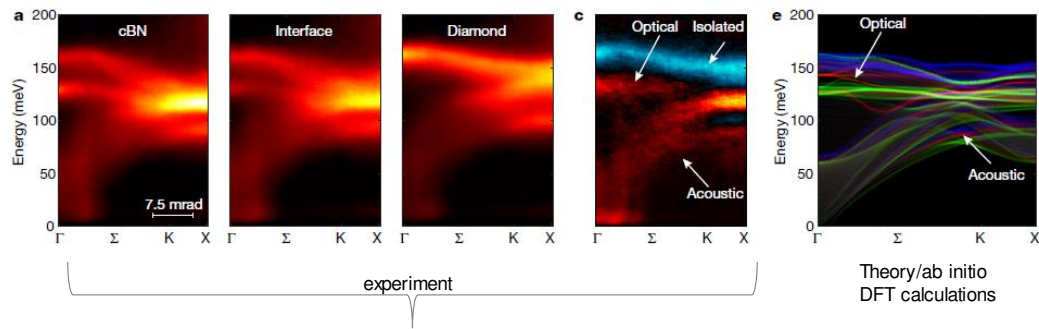 a
cBN
Interface
Diamond
c
Optical
Isolated
e
Optical
200
150
100
50
0
Energy (meV)
7.5 mrad
Acoustic
200
150
100
50
0
Energy (meV)
Acoustic
Γ Σ K X
Γ Σ K X
Γ Σ K X
Γ Σ K X
Γ Σ K X
experiment
Theory/ab initio
DFT calculations